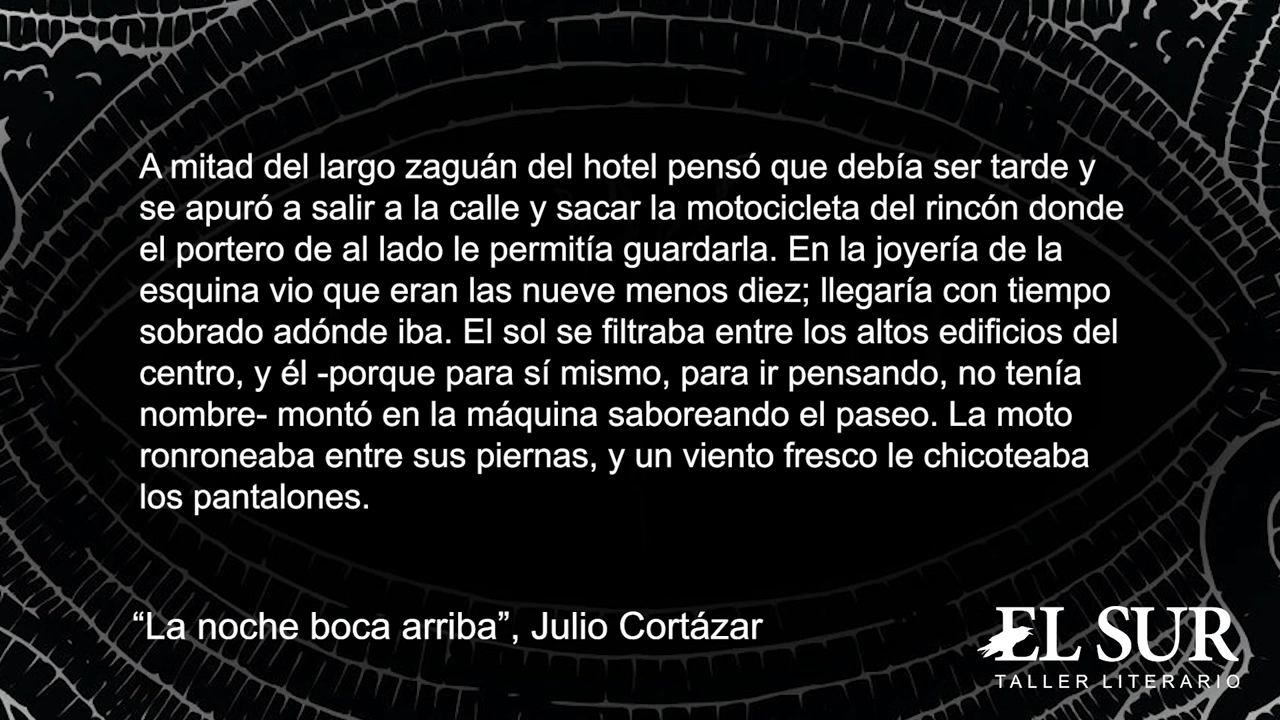 A mitad del largo zaguán del hotel pensó que debía ser tarde y
se apuró a salir a la calle y sacar la motocicleta del rincón donde
el portero de al lado le permitía guardarla. En la joyería de la
esquina vio que eran las nueve menos diez; llegaría con tiempo
sobrado adónde iba. El sol se filtraba entre los altos edificios del
centro, y él -porque para sí mismo, para ir pensando, no tenía
nombre- montó en la máquina saboreando el paseo. La moto
ronroneaba entre sus piernas, y un viento fresco le chicoteaba
los pantalones.
“La noche boca arriba”, Julio Cortázar
EL SUR
TALLER LITERARIO